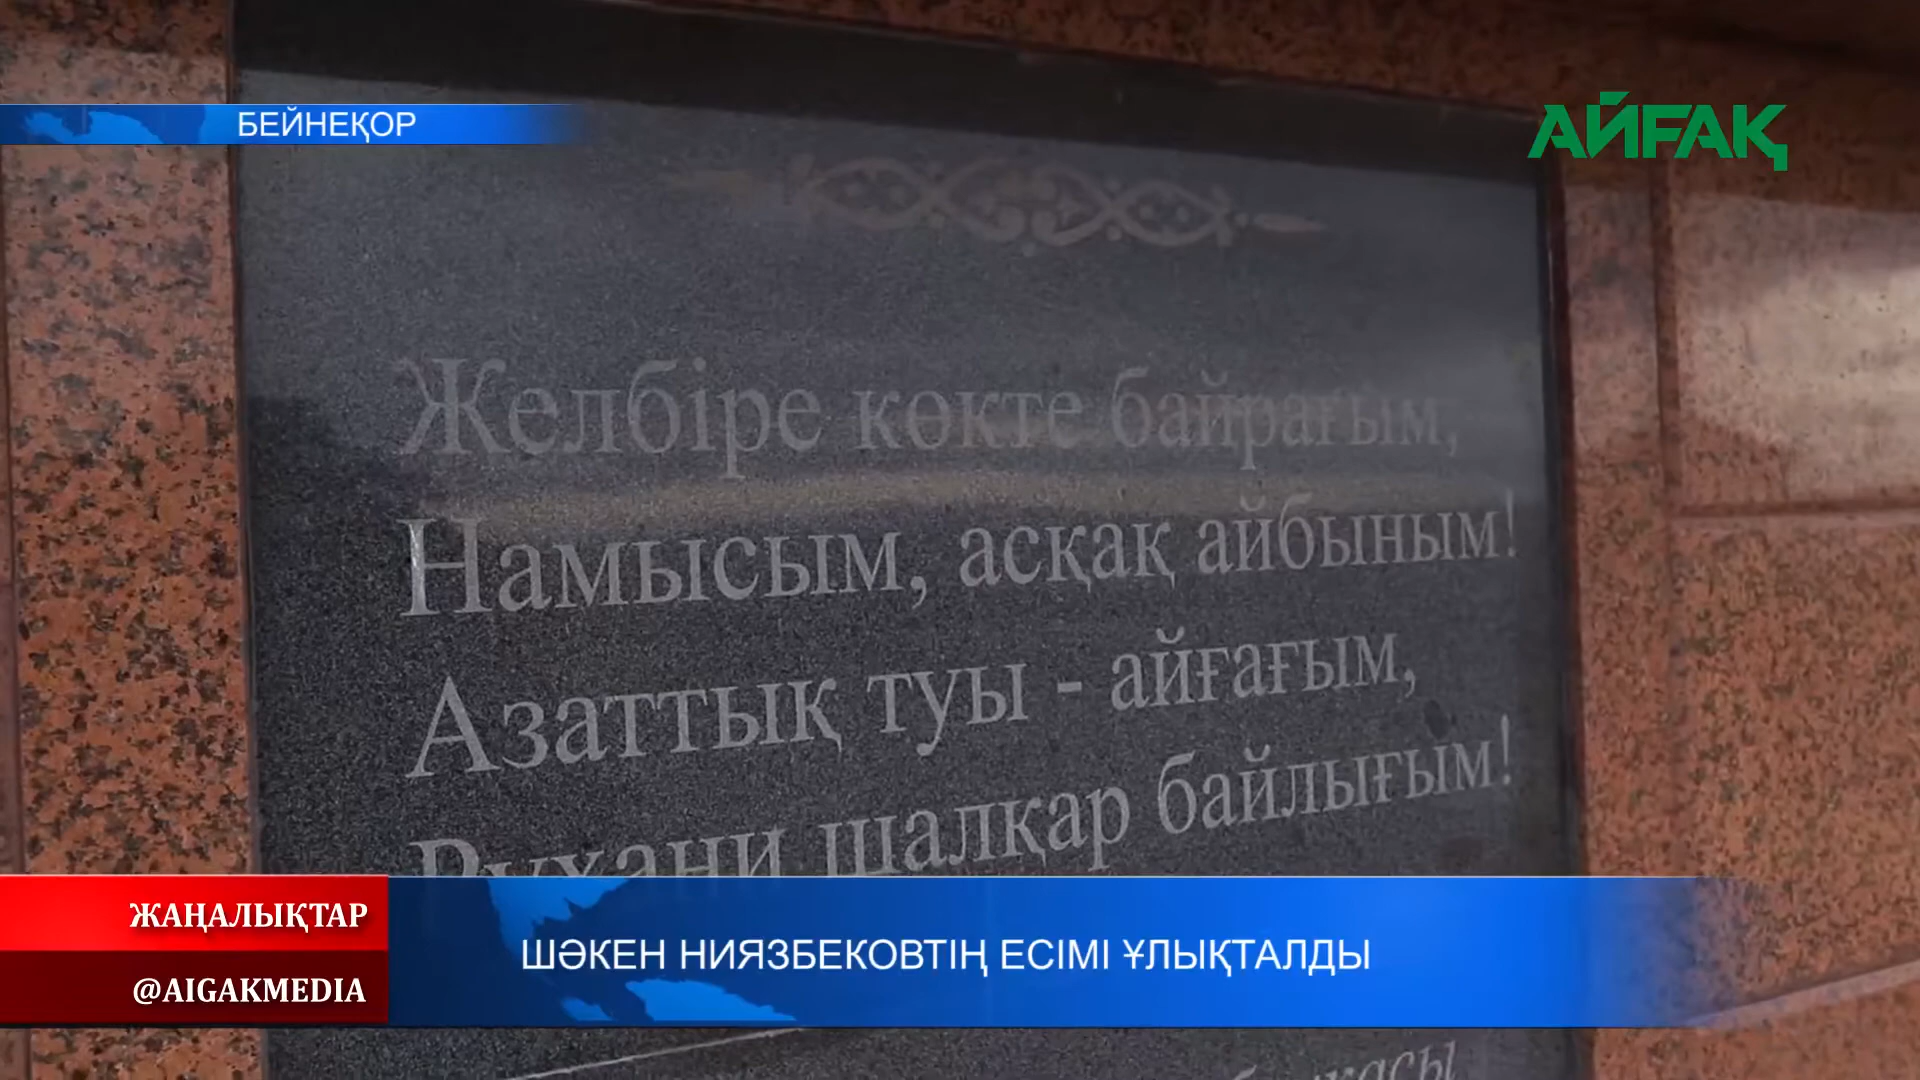 БЕЙНЕҚОР
АЙҒАҚ
Желбіре көкте байрағым,
Намысым, асқақ айбыным!
Азаттық туы - айғағым,
Рухани шалқар байлығым!
ЖАҢАЛЫҚТАР
ШӘКЕН НИЯЗБЕКОВТІҢ ЕСІМІ ҰЛЫҚТАЛДЫ
@AIGAKMEDIA